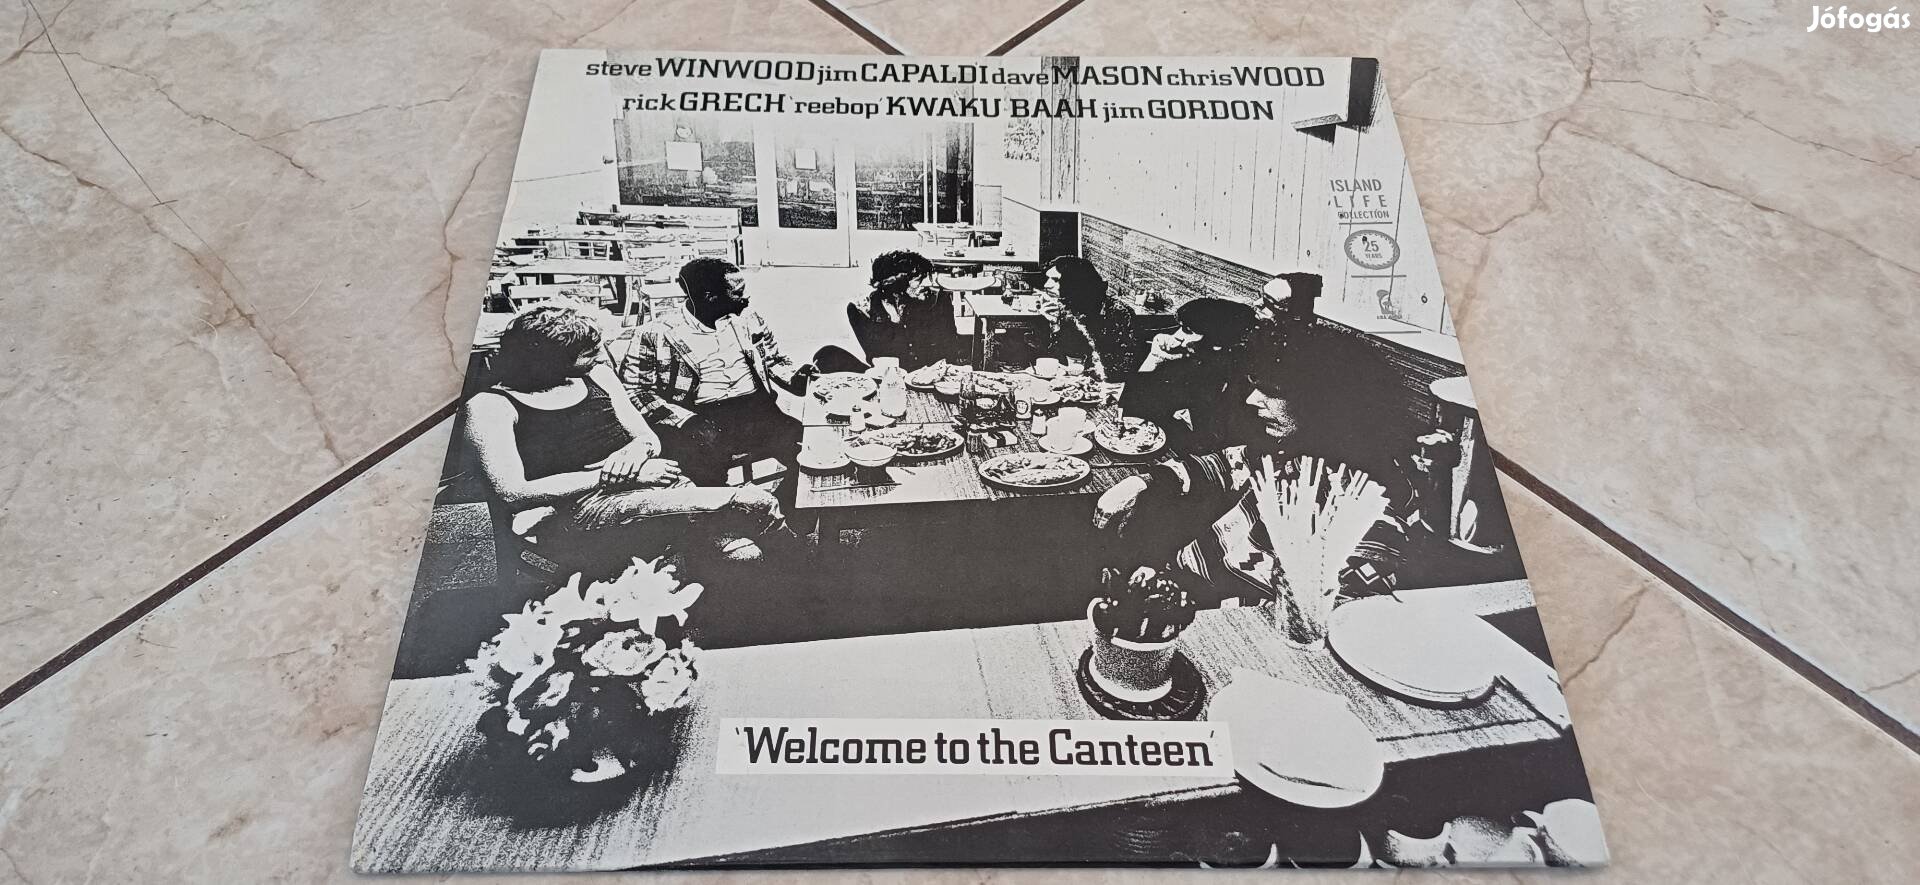 Jófogás
steve WINWOOD jim CAPALDI dave MASON chris WOOD
rick GRECH 'reebop' KWAKU BAAH jim GORDON
ISLAND
LIFE
COLLECTION
25
YEARS
'Welcome to the Canteen'